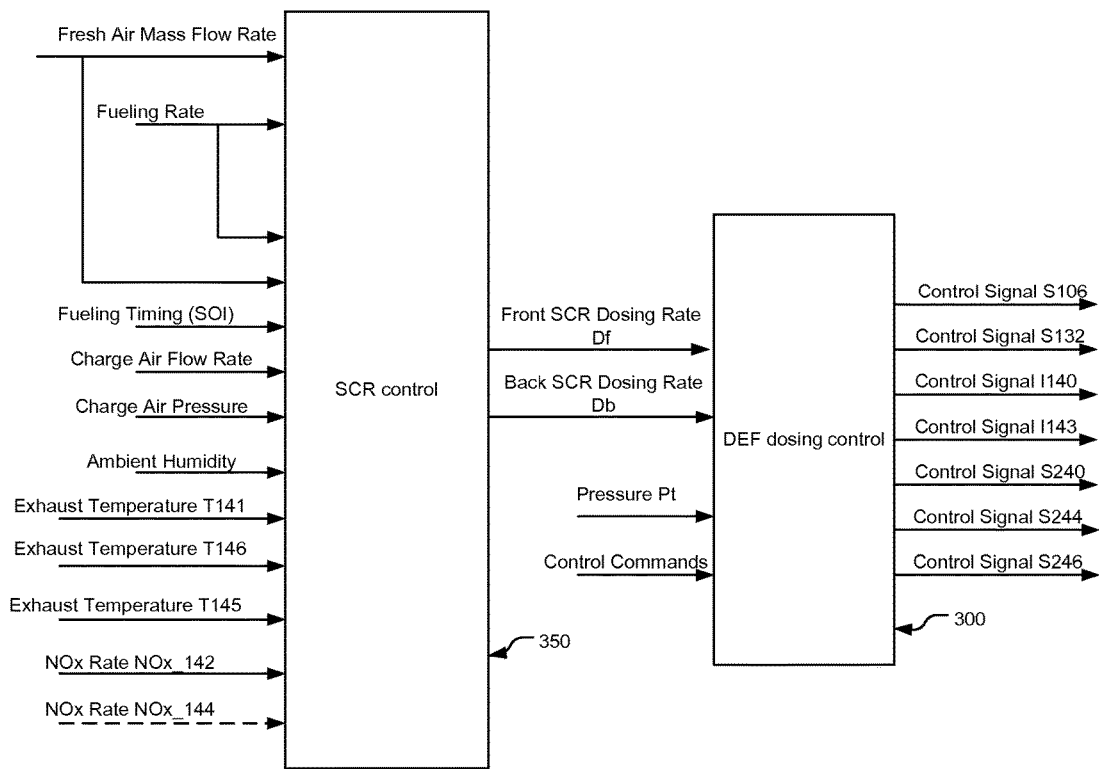 Fresh Air Mass Flow Rate
Fueling Rate
Fueling Timing (SOI)
Charge Air Flow Rate
Charge Air Pressure
Ambient Humidity
Exhaust Temperature T141
Exhaust Temperature T146
Exhaust Temperature T145
NOx Rate NOx_142
NOx Rate NOx_144
SCR control
350
Front SCR Dosing Rate
Df
Back SCR Dosing Rate
Db
Pressure Pt
Control Commands
DEF dosing control
300
Control Signal S106
Control Signal S132
Control Signal I140
Control Signal I143
Control Signal S240
Control Signal S244
Control Signal S246